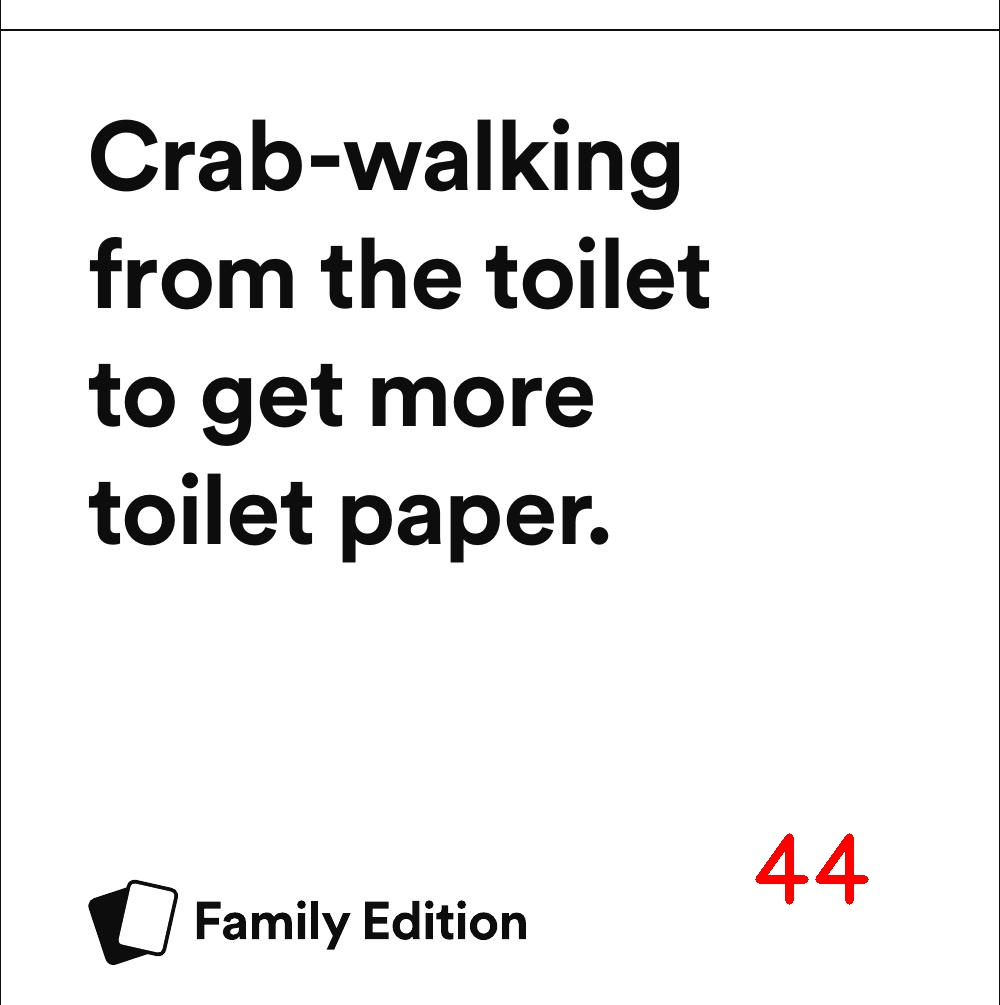 Crab-walking
from the toilet
to get more
toilet paper.
44
Family Edition